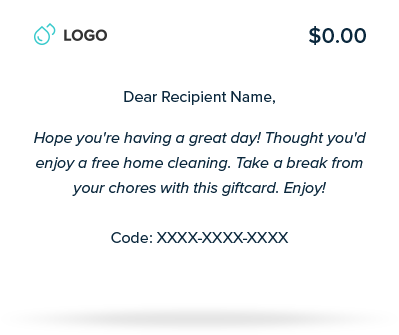 LOGO
$0.00
Dear Recipient Name,
Hope you're having a great day! Thought you'd
enjoy a free home cleaning. Take a break from
your chores with this giftcard. Enjoy!
Code: XXXX-XXXX-XXXX